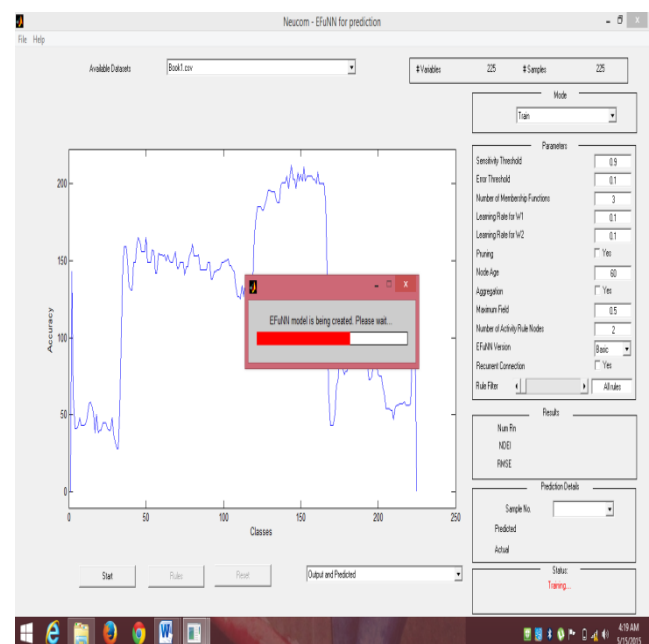 Neucom - EFuNN for prediction
File Help
Available Datasets Book1.csv
#Variables 225 #Samples 225
Mode
Train
Parameters
Sensitivity Threshold 0.9
Error Threshold 0.1
Number of Membership Functions 3
Learning Rate for W1 0.1
Learning Rate for W2 0.1
Pruning Yes
Node Age 60
Aggregation Yes
Maximum Field 0.5
Number of Activity Rule Nodes 2
EFuNN Version Basic
Recurrent Connection Yes
Rule Filter All rules
Results
Num Rn
NDEI
RMSE
Prediction Details
Sample No.
Predicted
Actual
Status:
Training...
Accuracy
200
150
100
50
0
0 50 100 150 200 250
Classes
EFuNN model is being created. Please wait...
Start Rules Reset Output and Predicted
4:19 AM
5/15/2015